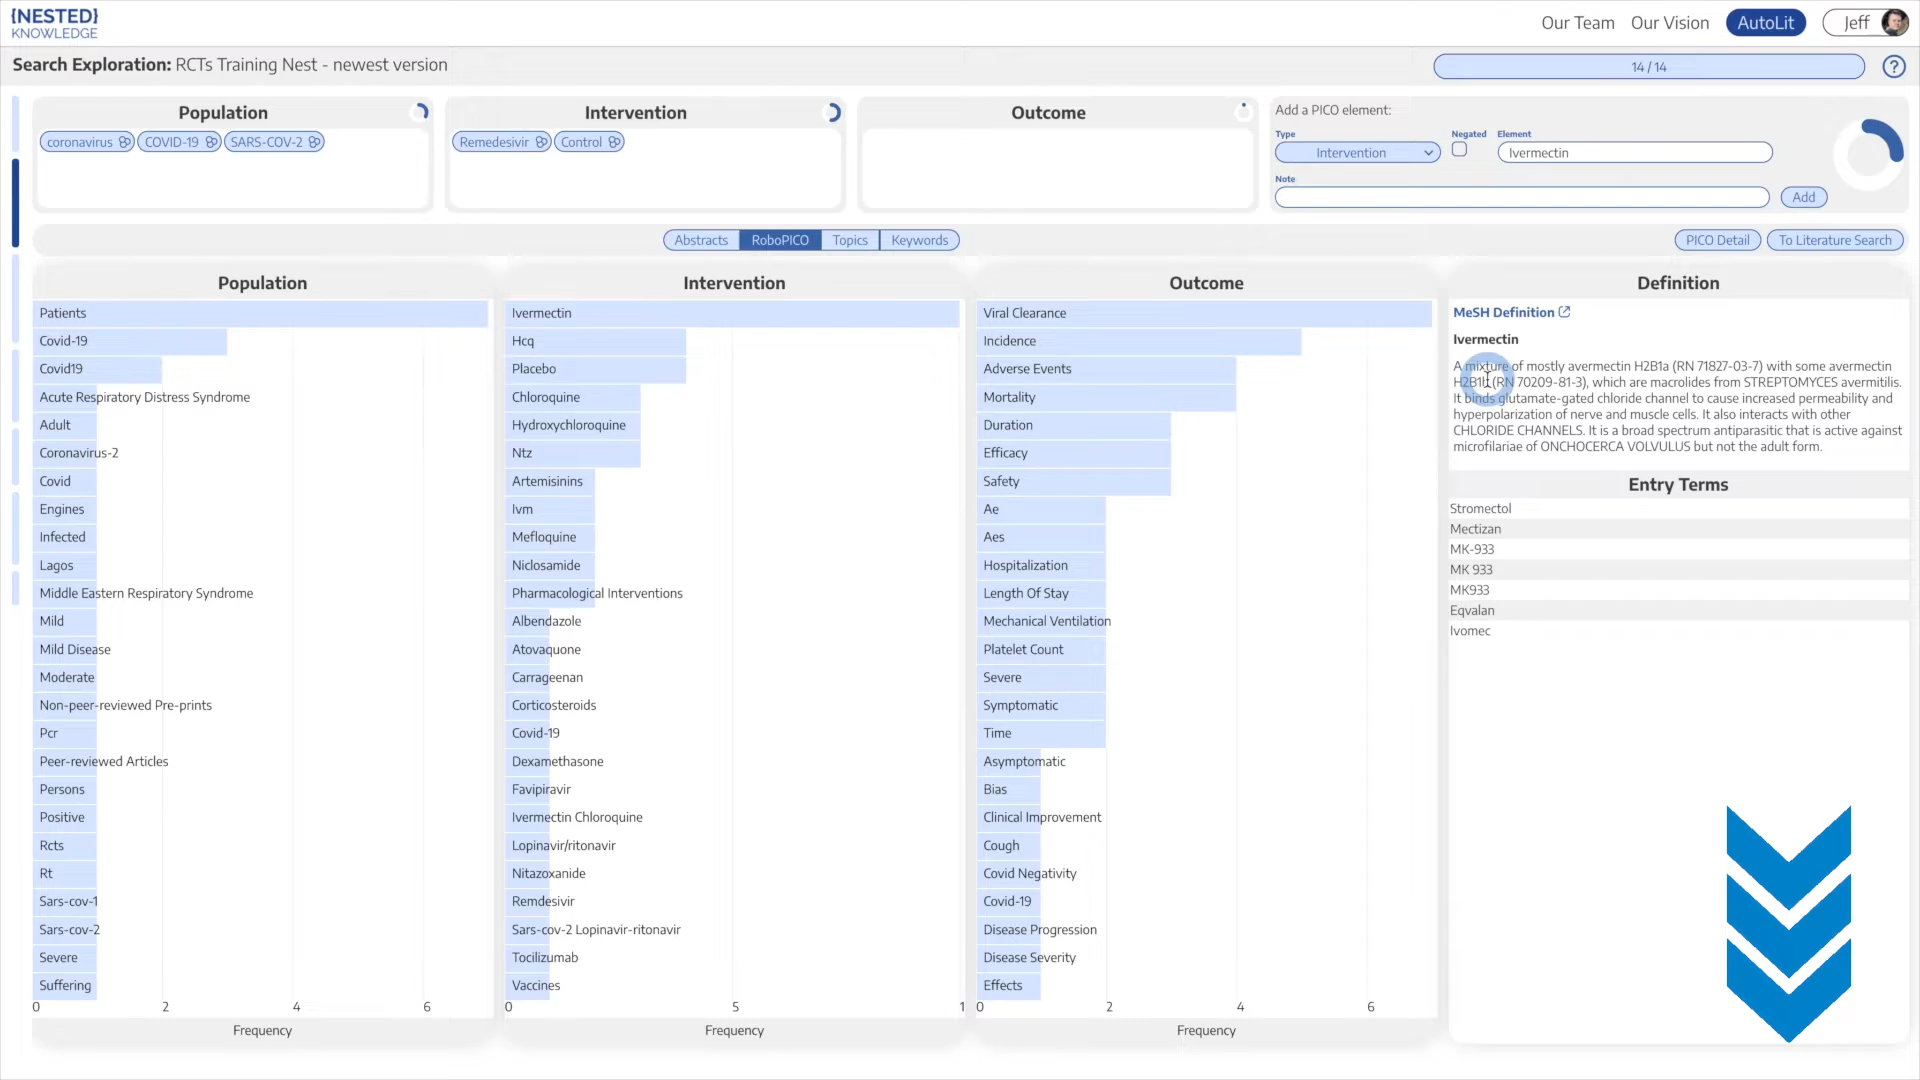 {NESTED}
KNOWLEDGE
Our Team
Our Vision
AutoLit
Jeff
Search Exploration: RCTs Training Nest - newest version
14 / 14
?
Population
coronavirus
COVID-19
SARS-COV-2
Intervention
Remedesivir
Control
Outcome
Add a PICO element:
Type
Negated
Element
Intervention
Ivermectin
Note
Add
Abstracts
RoboPICO
Topics
Keywords
PICO Detail
To Literature Search
Population
Patients
Covid-19
Covid19
Acute Respiratory Distress Syndrome
Adult
Coronavirus-2
Covid
Engines
Infected
Lagos
Middle Eastern Respiratory Syndrome
Mild
Mild Disease
Moderate
Non-peer-reviewed Pre-prints
Pcr
Peer-reviewed Articles
Persons
Positive
Rcts
Rt
Sars-cov-1
Sars-cov-2
Severe
Suffering
0 2 4 6
Frequency
Intervention
Ivermectin
Hcq
Placebo
Chloroquine
Hydroxychloroquine
Ntz
Artemisinins
Ivm
Mefloquine
Niclosamide
Pharmacological Interventions
Albendazole
Atovaquone
Carrageenan
Corticosteroids
Covid-19
Dexamethasone
Favipiravir
Ivermectin Chloroquine
Lopinavir/ritonavir
Nitazoxanide
Remdesivir
Sars-cov-2 Lopinavir-ritonavir
Tocilizumab
Vaccines
0 5 1
Frequency
Outcome
Viral Clearance
Incidence
Adverse Events
Mortality
Duration
Efficacy
Safety
Ae
Aes
Hospitalization
Length Of Stay
Mechanical Ventilation
Platelet Count
Severe
Symptomatic
Time
Asymptomatic
Bias
Clinical Improvement
Cough
Covid Negativity
Covid-19
Disease Progression
Disease Severity
Effects
0 2 4 6
Frequency
Definition
MeSH Definition
Ivermectin
A mixture of mostly avermectin H2B1a (RN 71827-03-7) with some avermectin
H2B1b (RN 70209-81-3), which are macrolides from STREPTOMYCES avermitilis.
It binds glutamate-gated chloride channel to cause increased permeability and
hyperpolarization of nerve and muscle cells. It also interacts with other
CHLORIDE CHANNELS. It is a broad spectrum antiparasitic that is active against
microfilariae of ONCHOCERCA VOLVULUS but not the adult form.
Entry Terms
Stromectol
Mectizan
MK-933
MK 933
MK933
Eqvalan
Ivomec